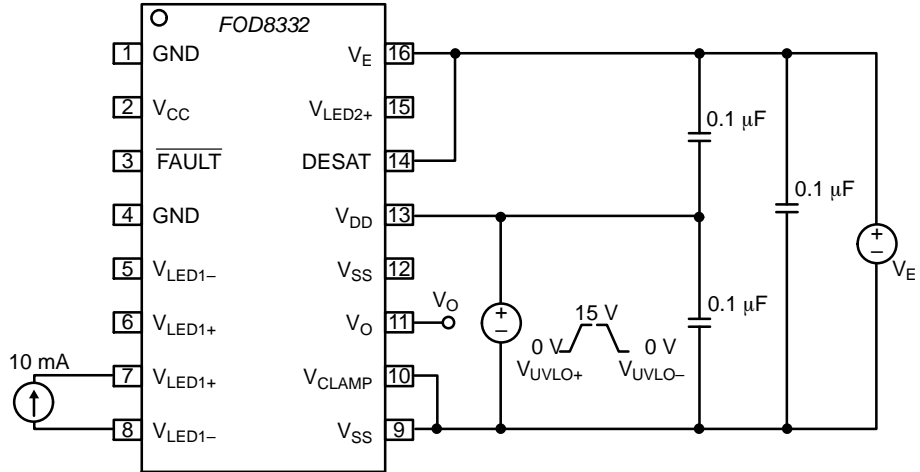 FOD8332
1 GND VE 16
2 VCC VLED2+ 15
3 FAULT DESAT 14
4 GND VDD 13
5 VLED1– VSS 12
6 VLED1+ VO 11
7 VLED1+ VCLAMP 10
8 VLED1– VSS 9
10 mA
VO
0.1 μF
0.1 μF
0.1 μF
+
–
VE
+
–
15 V
0 V 0 V
VUVLO+ VUVLO–